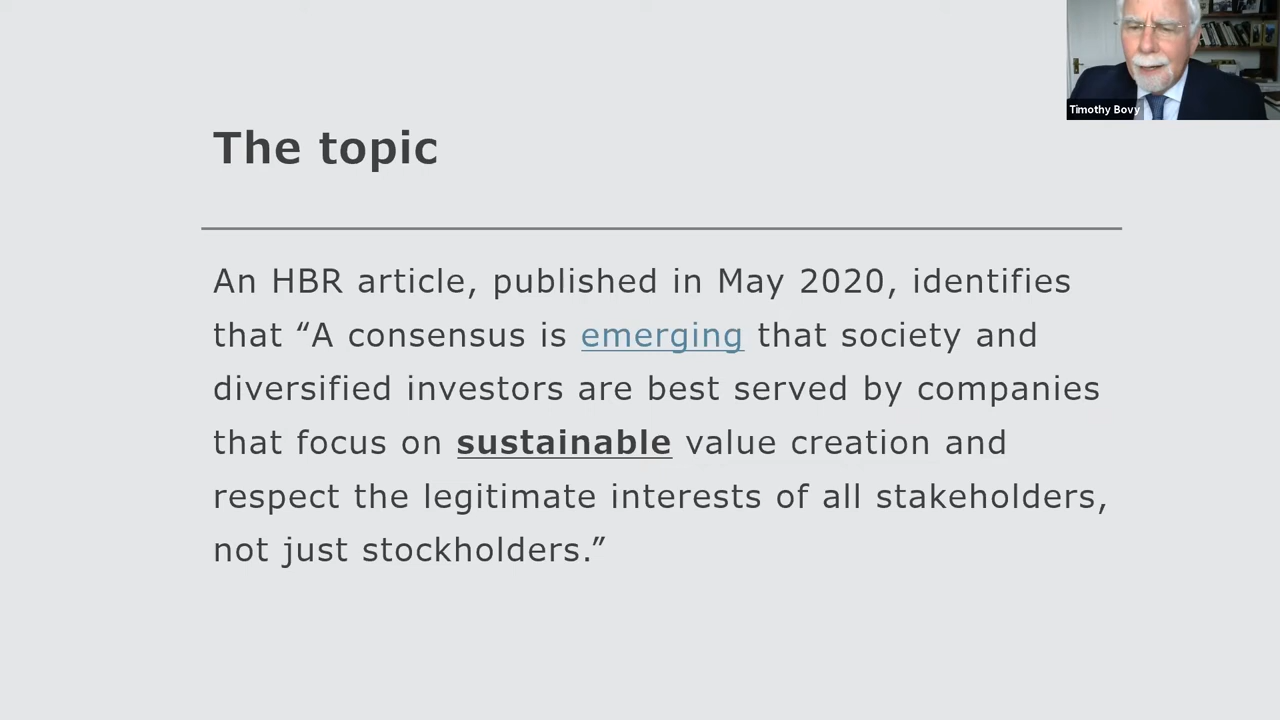 The topic
An HBR article, published in May 2020, identifies
that “A consensus is emerging that society and
diversified investors are best served by companies
that focus on sustainable value creation and
respect the legitimate interests of all stakeholders,
not just stockholders.”
Timothy Bovy